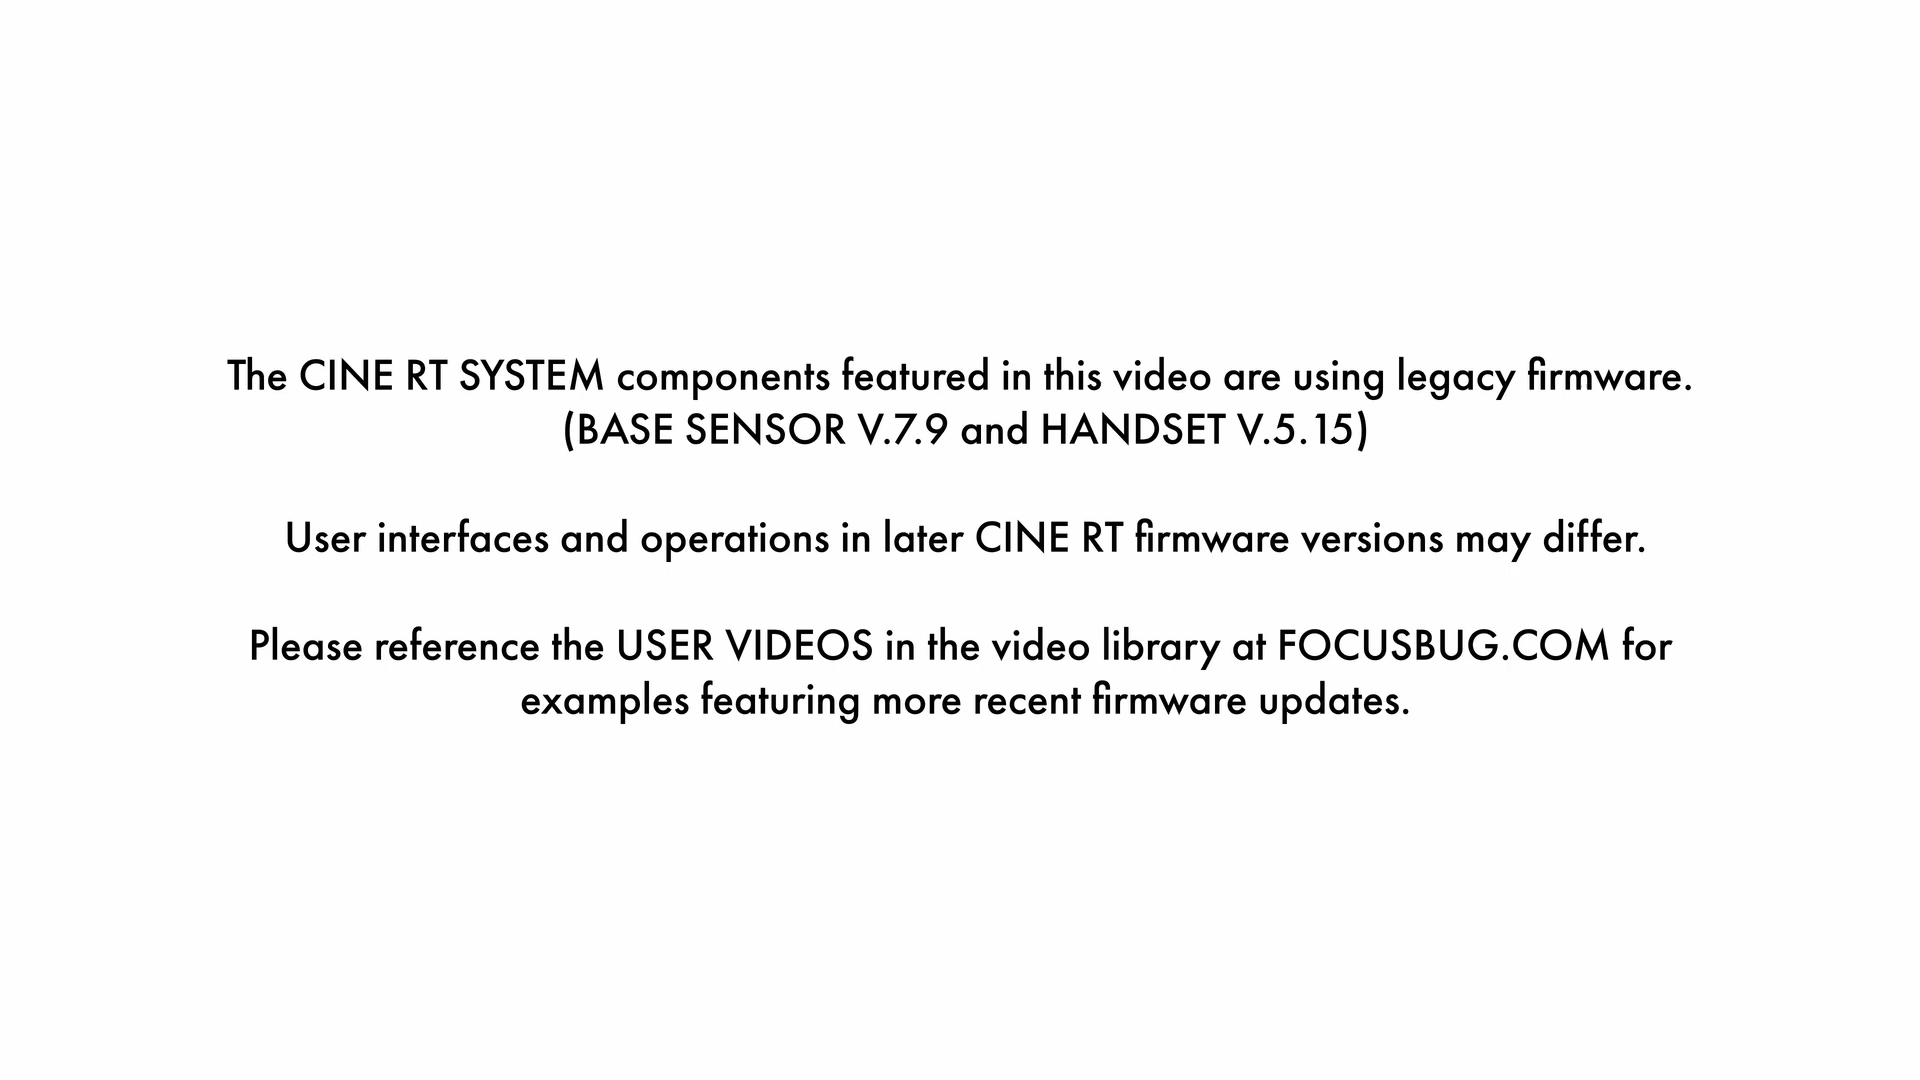 The CINE RT SYSTEM components featured in this video are using legacy firmware.
(BASE SENSOR V.7.9 and HANDSET V.5.15)
User interfaces and operations in later CINE RT firmware versions may differ.
Please reference the USER VIDEOS in the video library at FOCUSBUG.COM for
examples featuring more recent firmware updates.